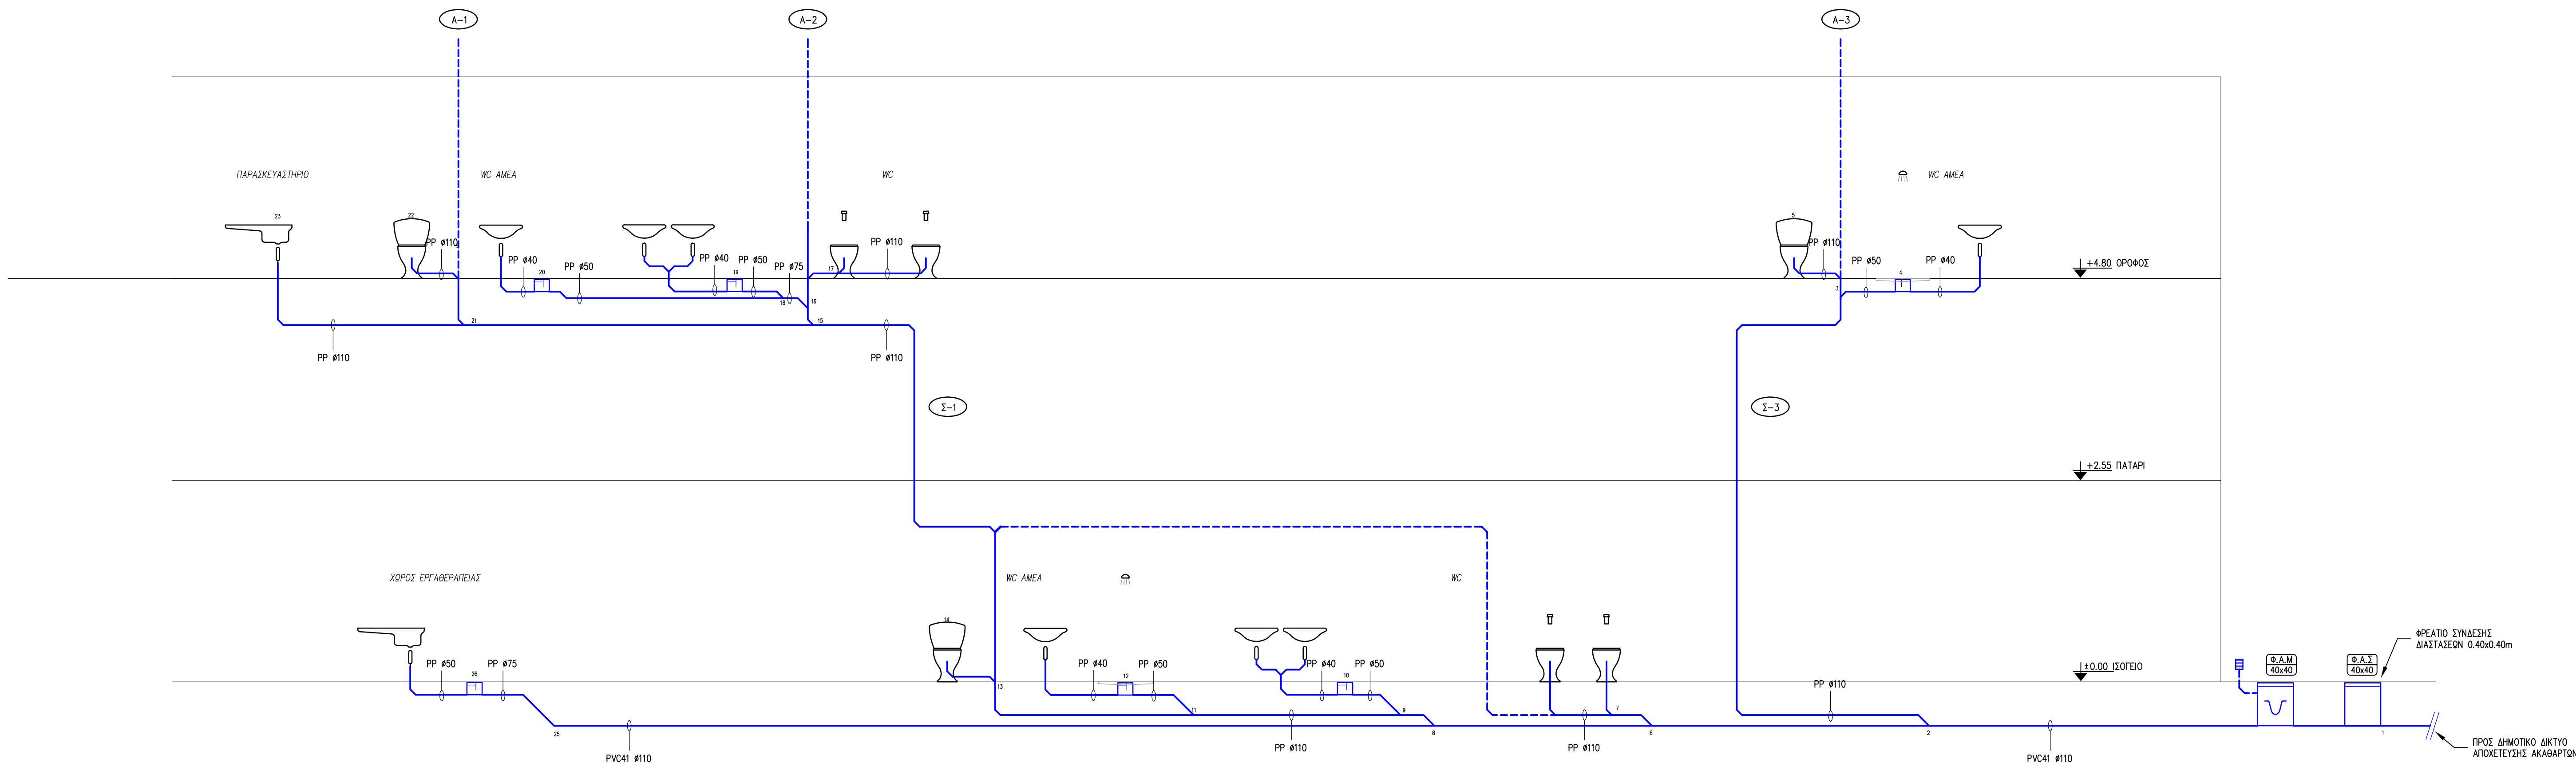 A-1
A-2
A-3
ΠΑΡΑΣΚΕΥΑΣΤΗΡΙΟ
WC ΑΜΕΑ
WC
WC ΑΜΕΑ
23
22
5
PP ø110
PP ø40
20
PP ø50
PP ø40
19
PP ø50
PP ø75
17
PP ø110
PP ø110
PP ø50
4
PP ø40
+4.80 ΟΡΟΦΟΣ
18
16
3
21
15
PP ø110
PP ø110
Σ-1
Σ-3
+2.55 ΠΑΤΑΡΙ
ΧΩΡΟΣ ΕΡΓΑΘΕΡΑΠΕΙΑΣ
WC ΑΜΕΑ
WC
14
PP ø50
26
PP ø75
PP ø40
12
PP ø50
PP ø40
10
PP ø50
±0.00 ΙΣΟΓΕΙΟ
Φ.Α.Μ
40x40
Φ.Α.Σ
40x40
ΦΡΕΑΤΙΟ ΣΥΝΔΕΣΗΣ
ΔΙΑΣΤΑΣΕΩΝ 0.40x0.40m
13
11
9
7
PP ø110
25
8
6
2
1
PVC41 ø110
PP ø110
PP ø110
PVC41 ø110
ΠΡΟΣ ΔΗΜΟΤΙΚΟ ΔΙΚΤΥΟ
ΑΠΟΧΕΤΕΥΣΗΣ ΑΚΑΘΑΡΤΩΝ